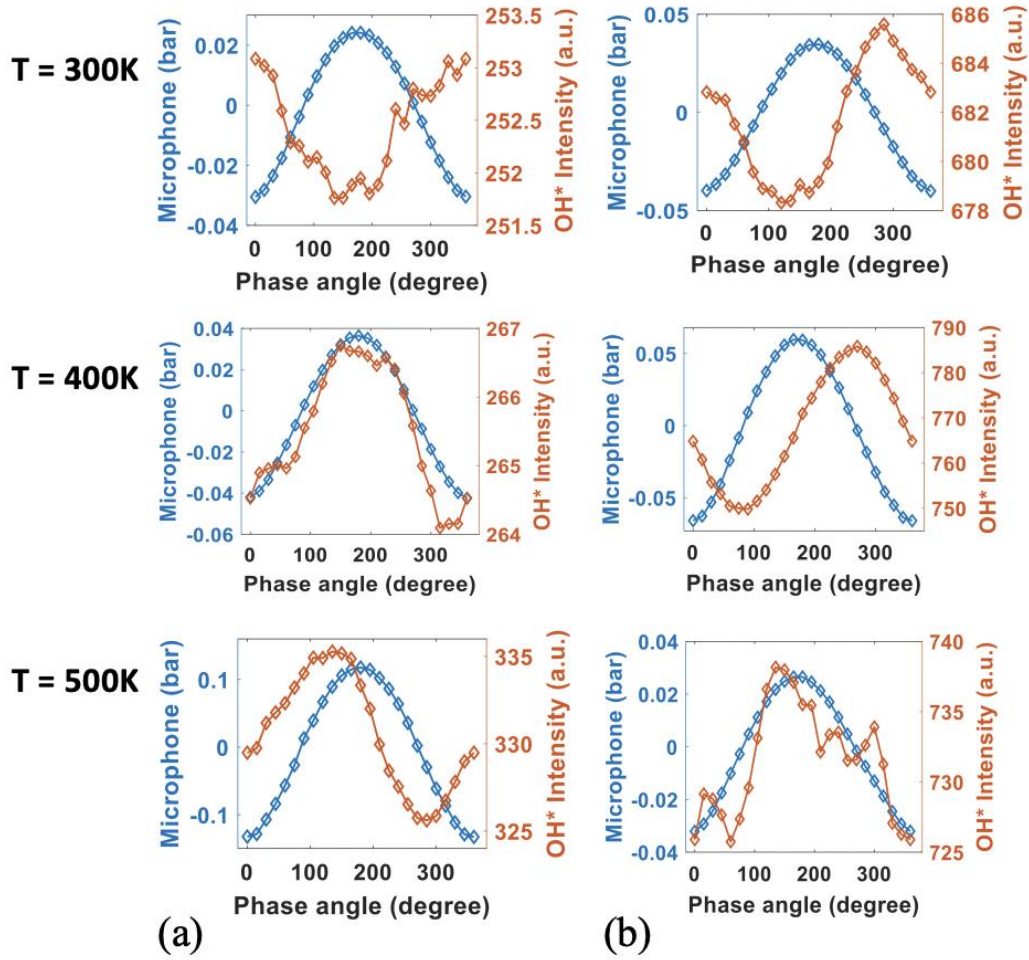 T = 300K
Microphone (bar)
0.02
0
-0.02
-0.04
253.5
253
252.5
252
251.5
OH* Intensity (a.u.)
0 100 200 300
Phase angle (degree)
Microphone (bar)
0.05
0
-0.05
686
684
682
680
678
OH* Intensity (a.u.)
0 100 200 300
Phase angle (degree)
T = 400K
Microphone (bar)
0.04
0.02
0
-0.02
-0.04
-0.06
267
266
265
264
OH* Intensity (a.u.)
0 100 200 300
Phase angle (degree)
Microphone (bar)
0.05
0
-0.05
790
780
770
760
750
OH* Intensity (a.u.)
0 100 200 300
Phase angle (degree)
T = 500K
Microphone (bar)
0.1
0
-0.1
335
330
325
OH* Intensity (a.u.)
0 100 200 300
Phase angle (degree)
Microphone (bar)
0.04
0.02
0
-0.02
-0.04
740
735
730
725
OH* Intensity (a.u.)
0 100 200 300
Phase angle (degree)
(a)
(b)